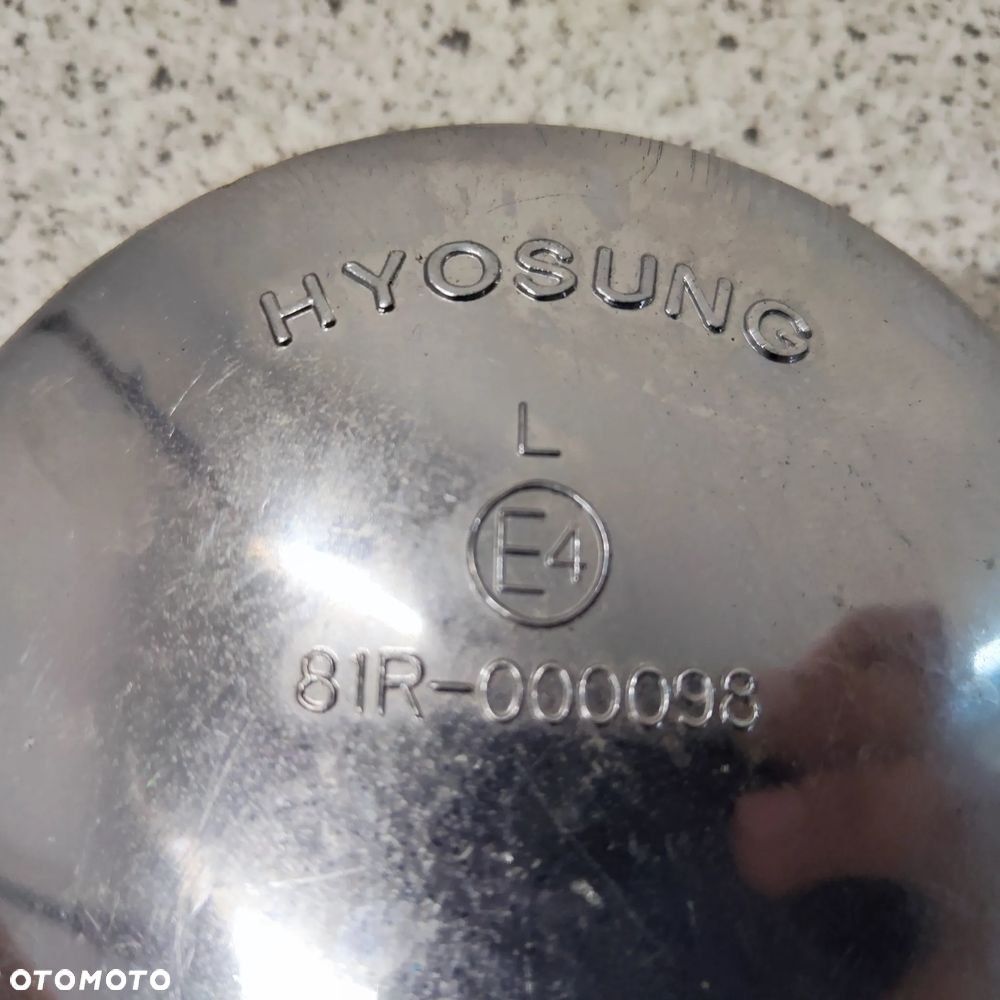 HYOSUNG
L
E4
81R-000098
OTOMOTO